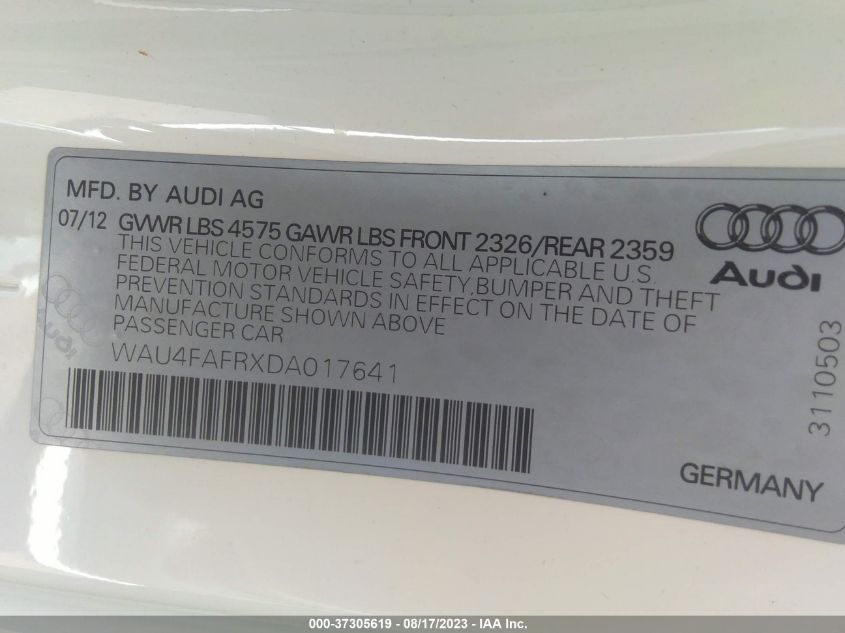 MFD. BY AUDI AG
07/12 GVWR LBS 4575 GAWR LBS FRONT 2326/REAR 2359
THIS VEHICLE CONFORMS TO ALL APPLICABLE U.S
FEDERAL MOTOR VEHICLE SAFETY,BUMPER AND THEFT
PREVENTION STANDARDS IN EFFECT ON THE DATE OF
MANUFACTURE SHOWN ABOVE
PASSENGER CAR
WAU4FAFRXDA017641
Audi
Audi
3110503
GERMANY
000-37305619 - 08/17/2023 - IAA Inc.